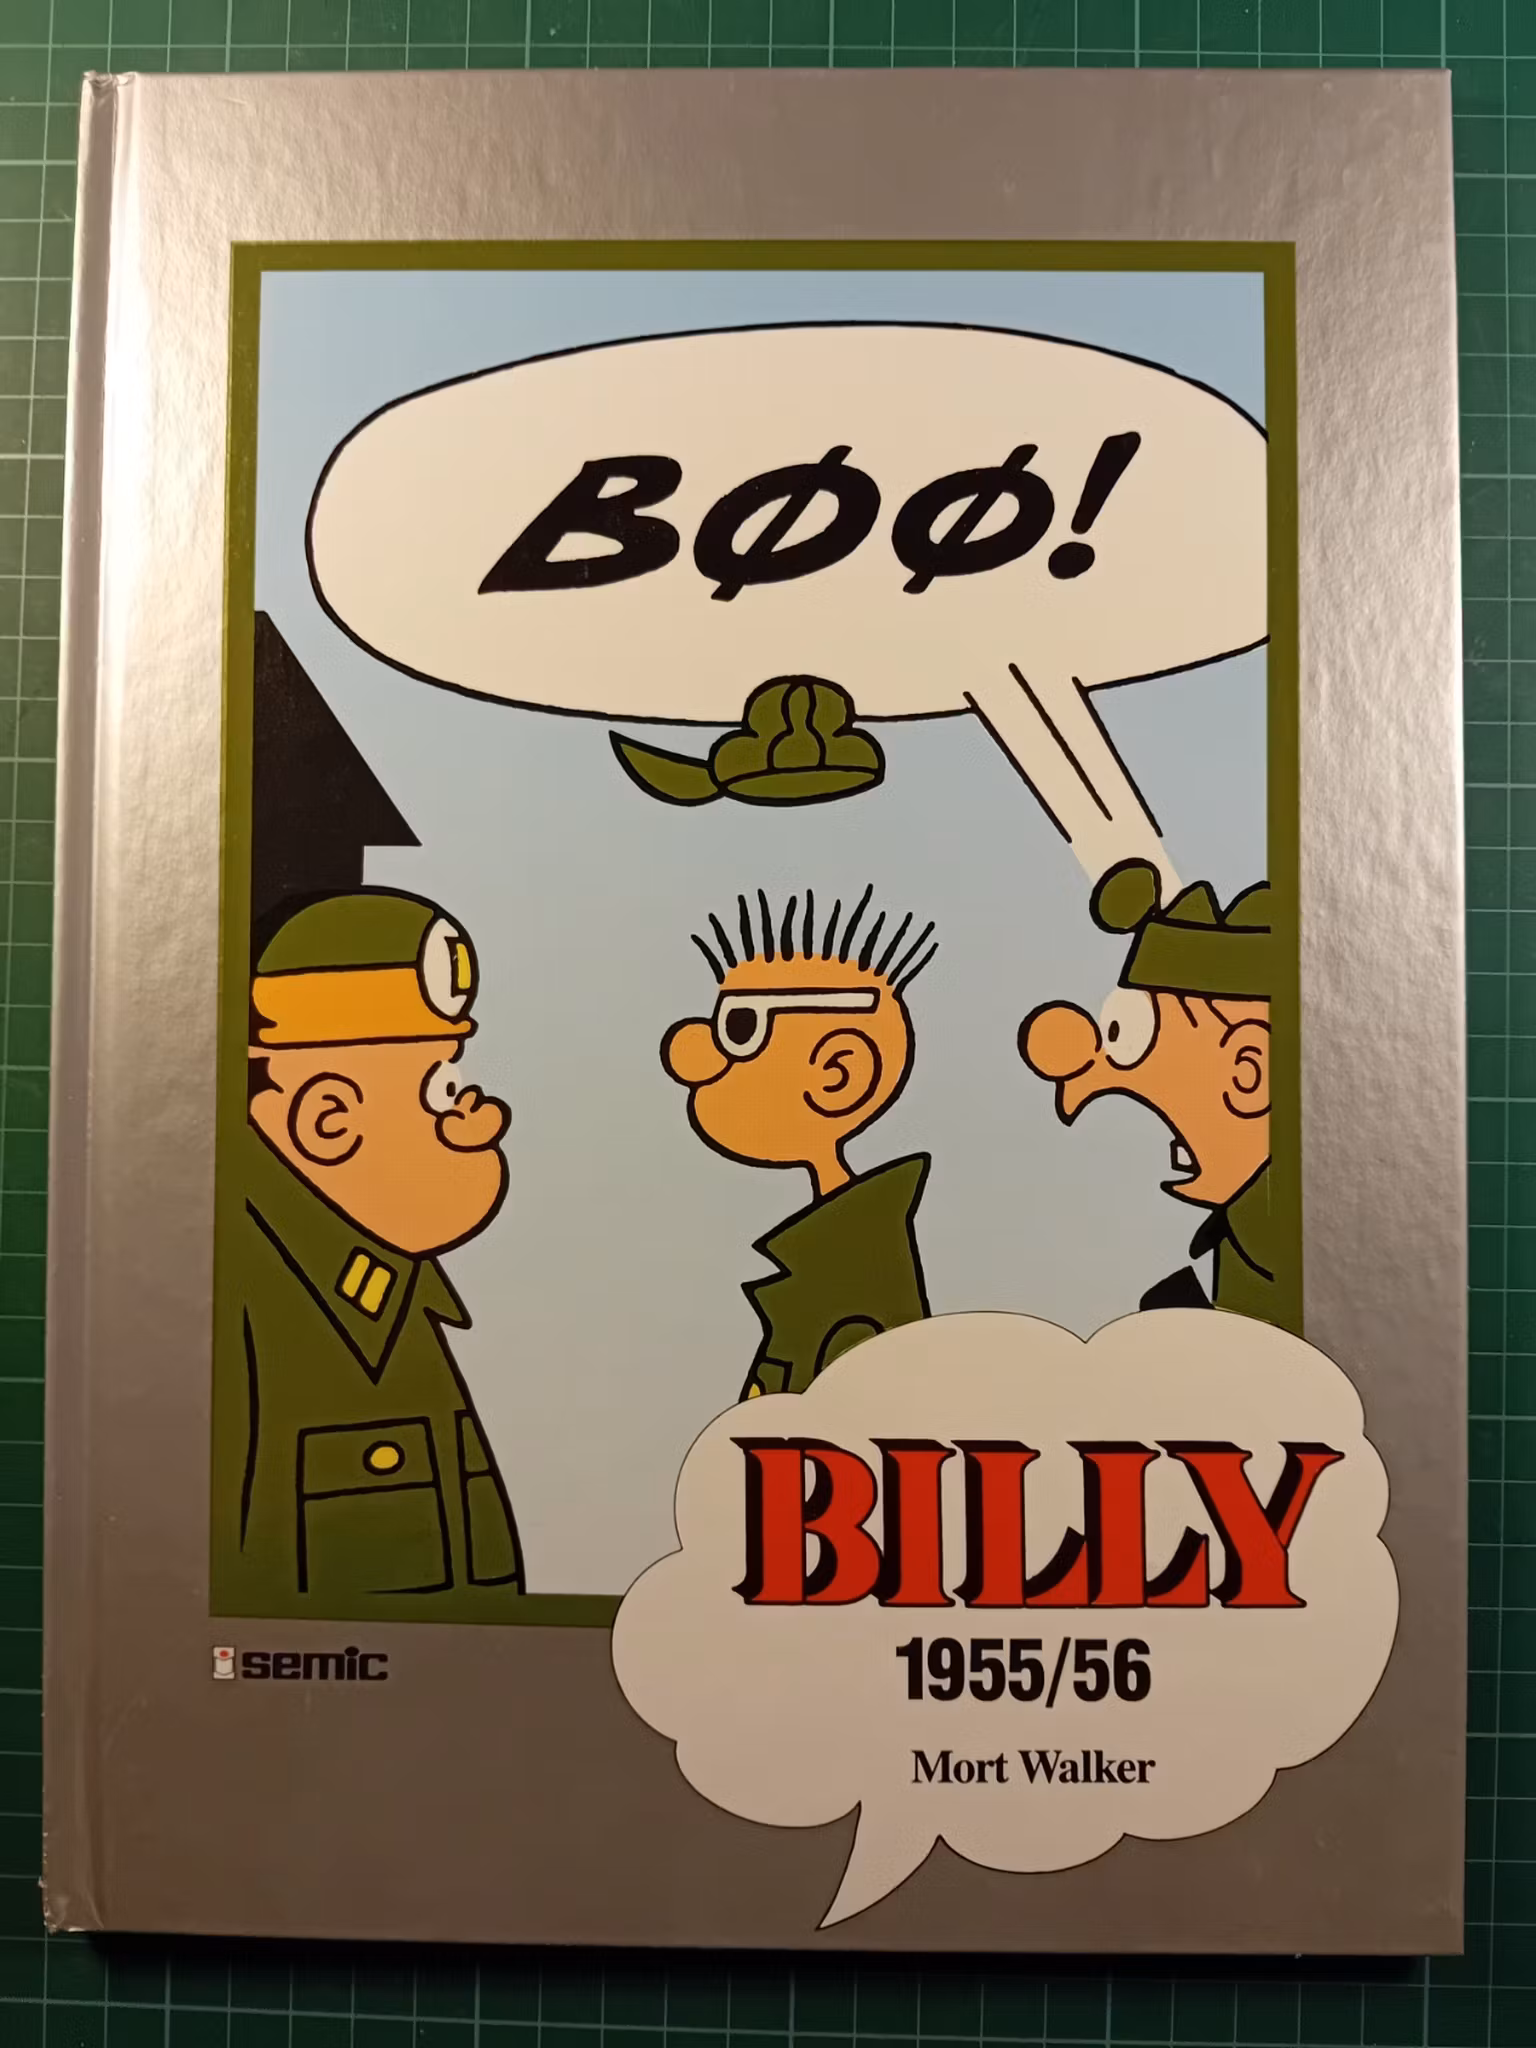 BØØ!
BILLY
1955/56
Mort Walker
semic